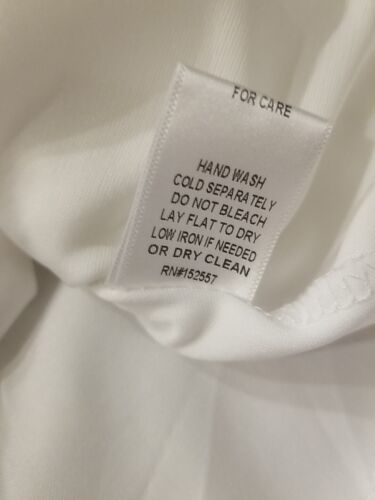 FOR CARE
HAND WASH
COLD SEPARATELY
DO NOT BLEACH
LAY FLAT TO DRY
LOW IRON IF NEEDED
OR DRY CLEAN
RN#152557